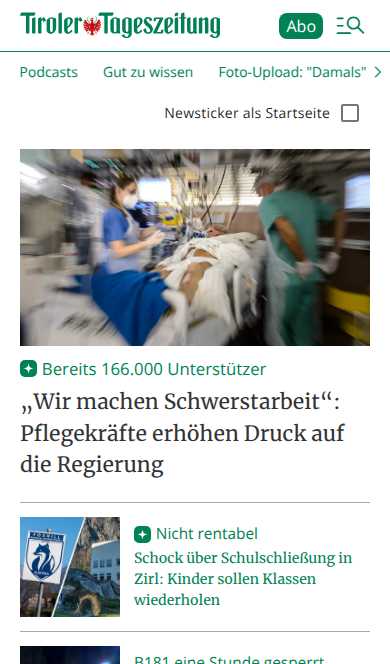 Tiroler Tageszeitung
Abo
Podcasts Gut zu wissen Foto-Upload: "Damals"
Newsticker als Startseite
Bereits 166.000 Unterstützer
„Wir machen Schwerstarbeit“:
Pflegekräfte erhöhen Druck auf
die Regierung
Nicht rentabel
Schock über Schulschließung in
Zirl: Kinder sollen Klassen
wiederholen
B181 eine Stunde gesperrt